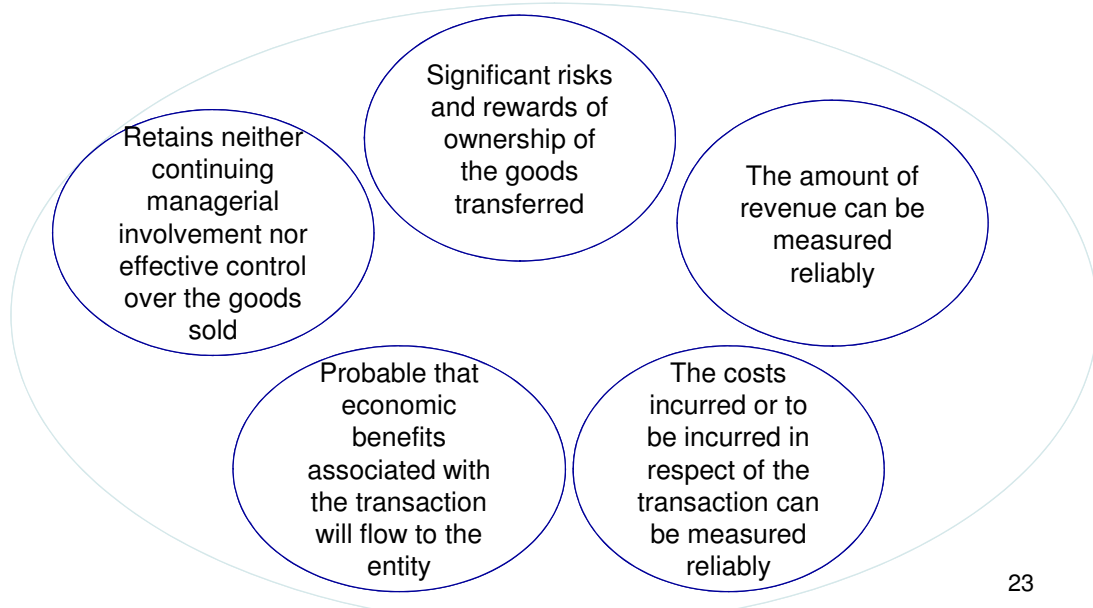 Significant risks
and rewards of
ownership of
the goods
transferred
Retains neither
continuing
managerial
involvement nor
effective control
over the goods
sold
The amount of
revenue can be
measured
reliably
Probable that
economic
benefits
associated with
the transaction
will flow to the
entity
The costs
incurred or to
be incurred in
respect of the
transaction can
be measured
reliably
23